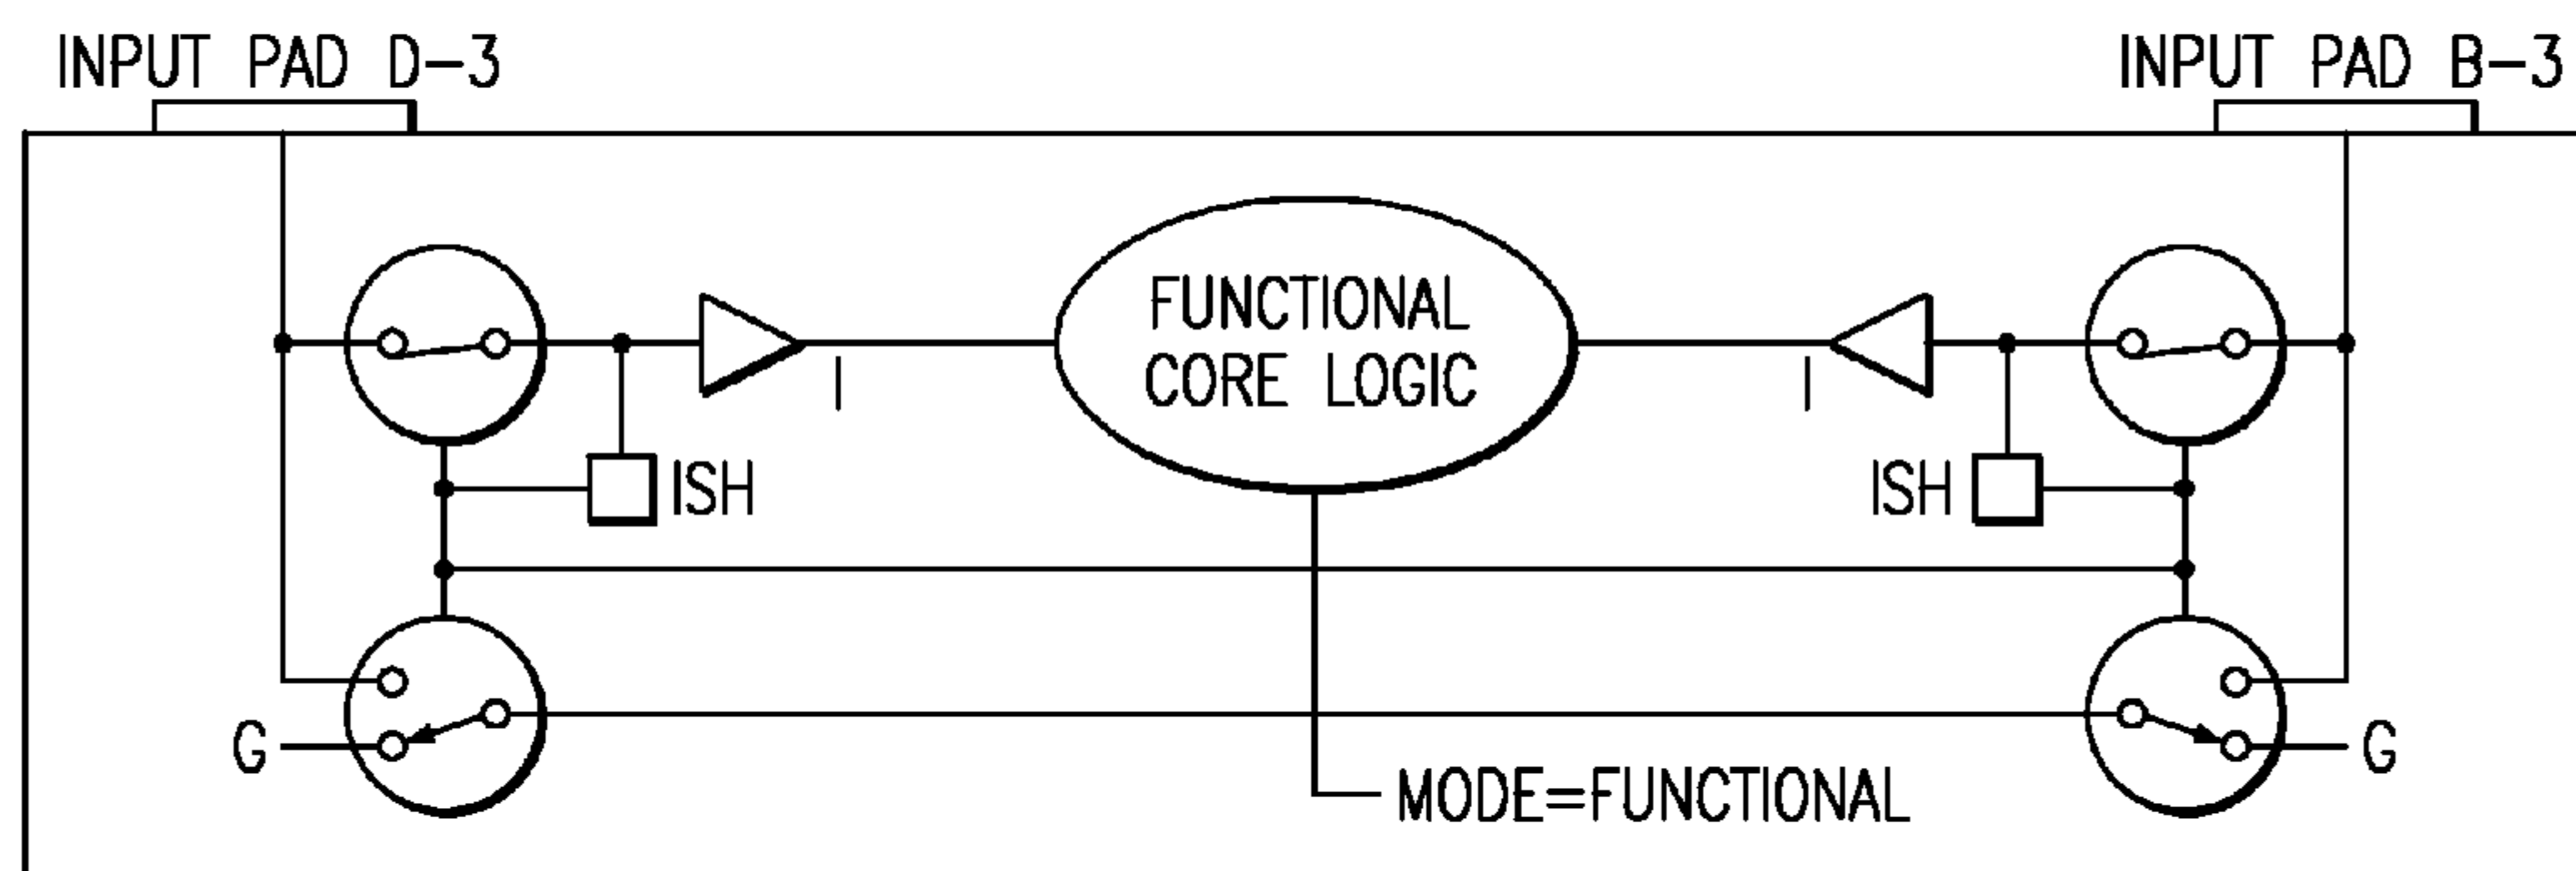 INPUT PAD D-3
INPUT PAD B-3
FUNCTIONAL
CORE LOGIC
I
I
ISH
ISH
G
G
MODE=FUNCTIONAL